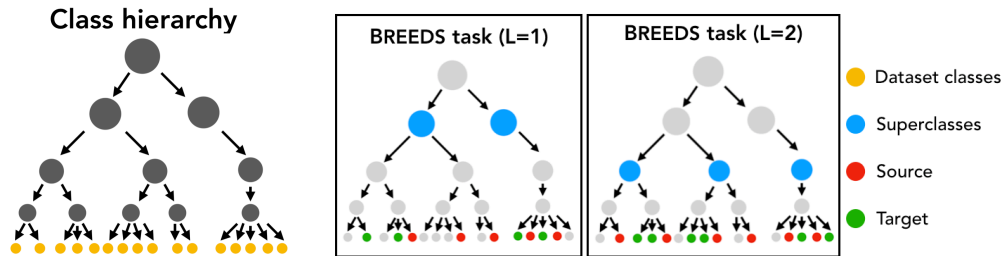 Class hierarchy
BREEDS task (L=1)
BREEDS task (L=2)
Dataset classes
Superclasses
Source
Target